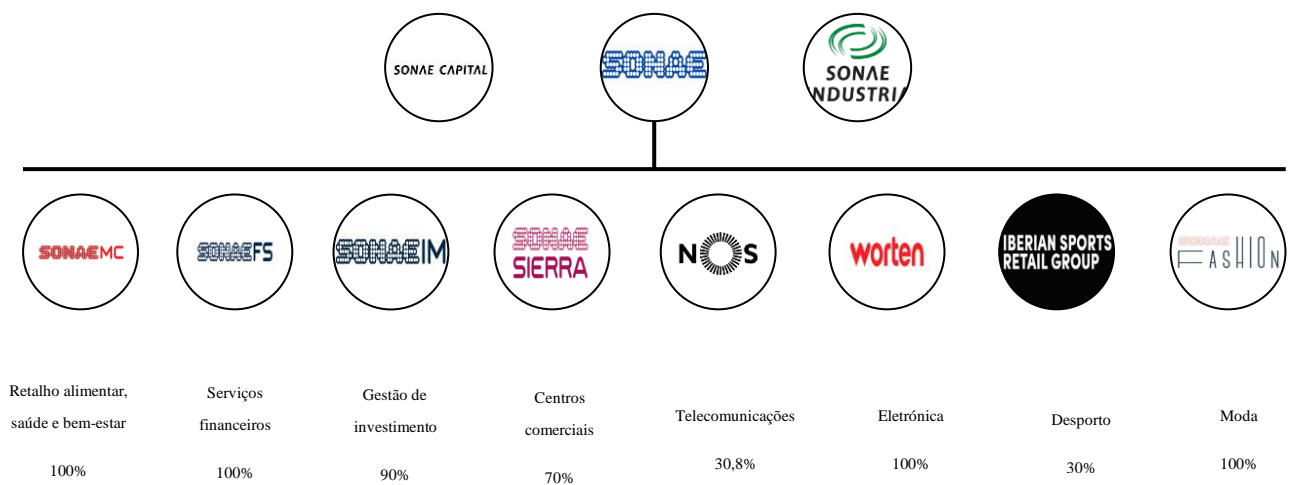 SONAE CAPITAL
SONAE
SONAE
NDUSTRI
SONAEMC
SONAEFS
SONAEIM
SONAE
SIERRA
NOS
worten
IBERIAN SPORTS
RETAIL GROUP
SONAE
FASHION
Retalho alimentar,
saúde e bem-estar
100%
Serviços
financeiros
100%
Gestão de
investimento
90%
Centros
comerciais
70%
Telecomunicações
30,8%
Eletrónica
100%
Desporto
30%
Moda
100%